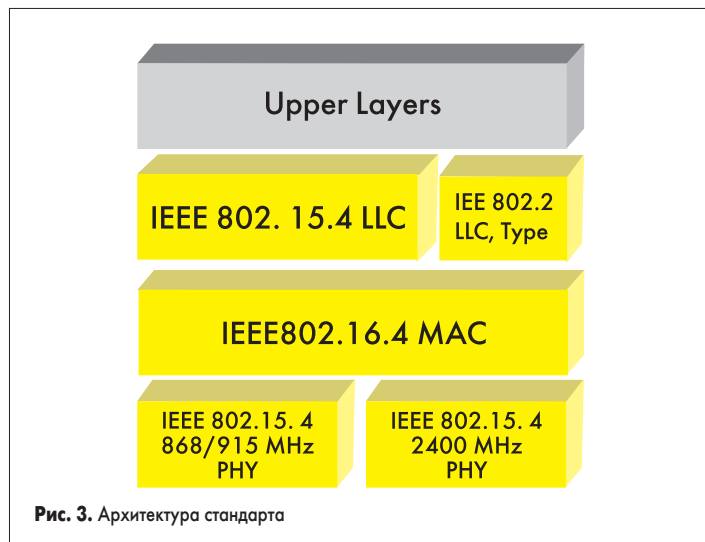 Upper Layers
IEEE 802. 15.4 LLC
IEE 802.2
LLC, Type
IEEE802.16.4 MAC
IEEE 802.15. 4
868/915 MHz
PHY
IEEE 802.15. 4
2400 MHz
PHY
Рис. 3. Архитектура стандарта